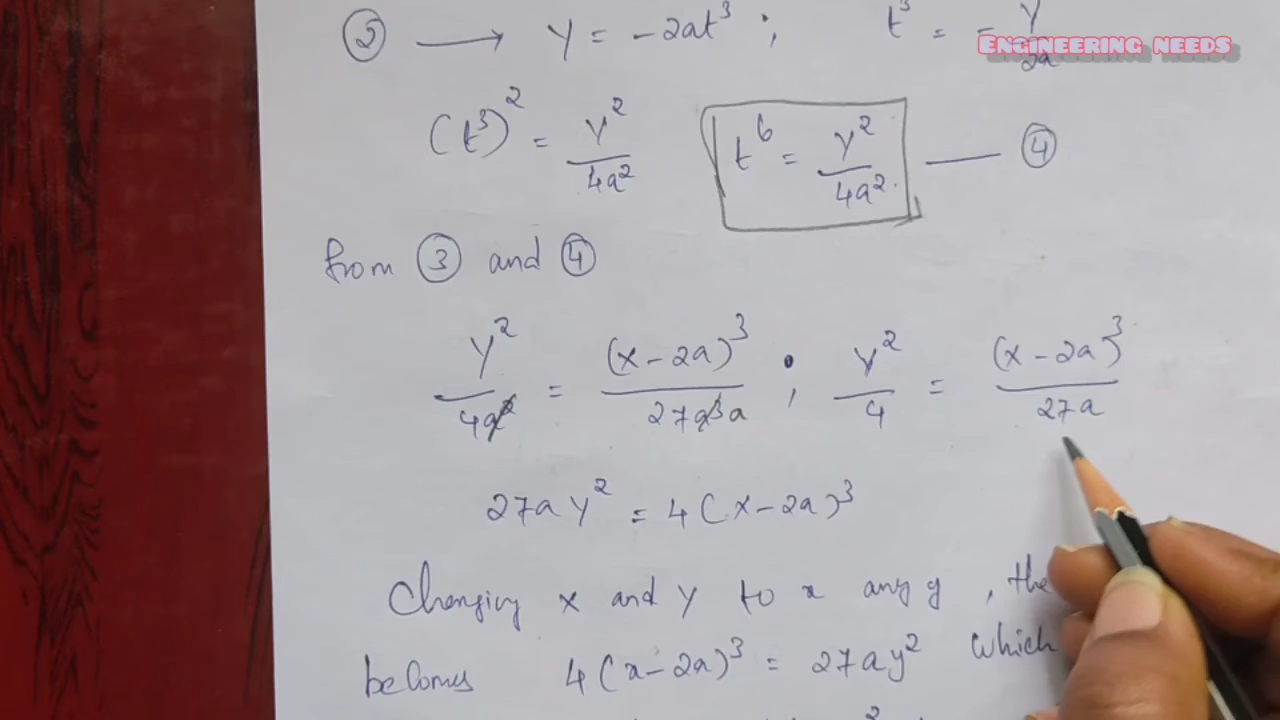 ② ⟶ Y = -2at³ ; t³ = -Y/2a
ENGINEERING NEEDS
(t³)² = Y²/4a² t⁶ = Y²/4a² — ④
from ③ and ④
Y²/4a² = (X-2a)³/27a³a ; Y²/4 = (X-2a)³/27a
27aY² = 4(X-2a)³
Changing X and Y to x any y , the
becomes 4(x-2a)³ = 27ay² which